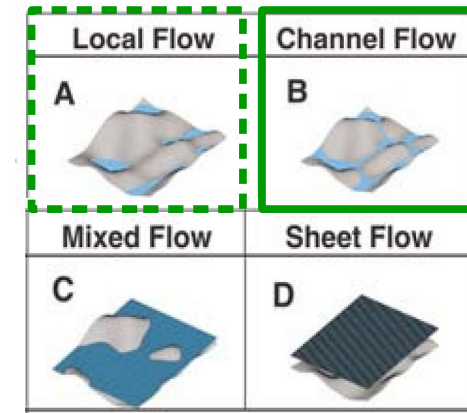 Local Flow
Channel Flow
A
B
Mixed Flow
Sheet Flow
C
D